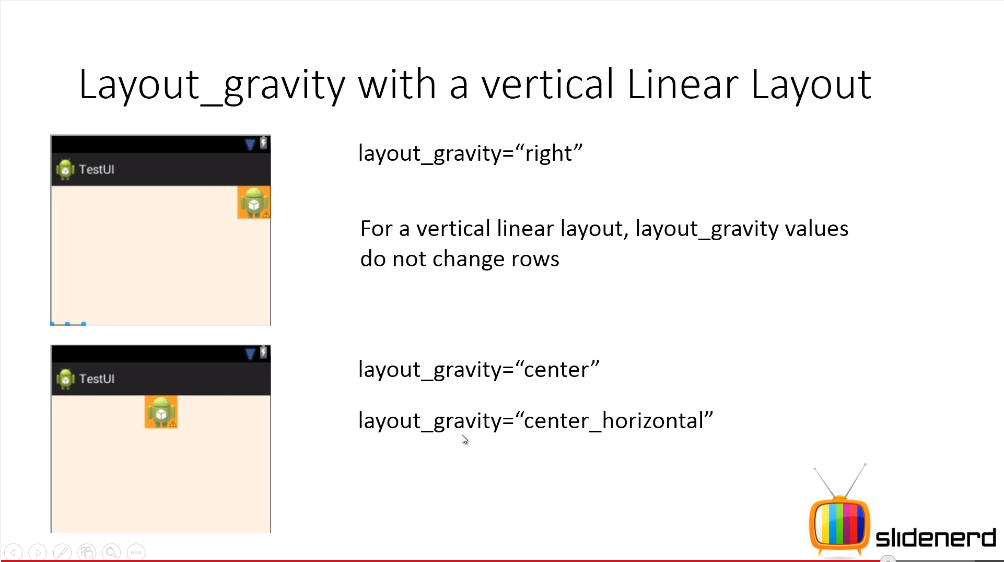 Layout_gravity with a vertical Linear Layout
TestUI
layout_gravity=“right”
For a vertical linear layout, layout_gravity values
do not change rows
TestUI
layout_gravity=“center”
layout_gravity=“center_horizontal”
slidenerd